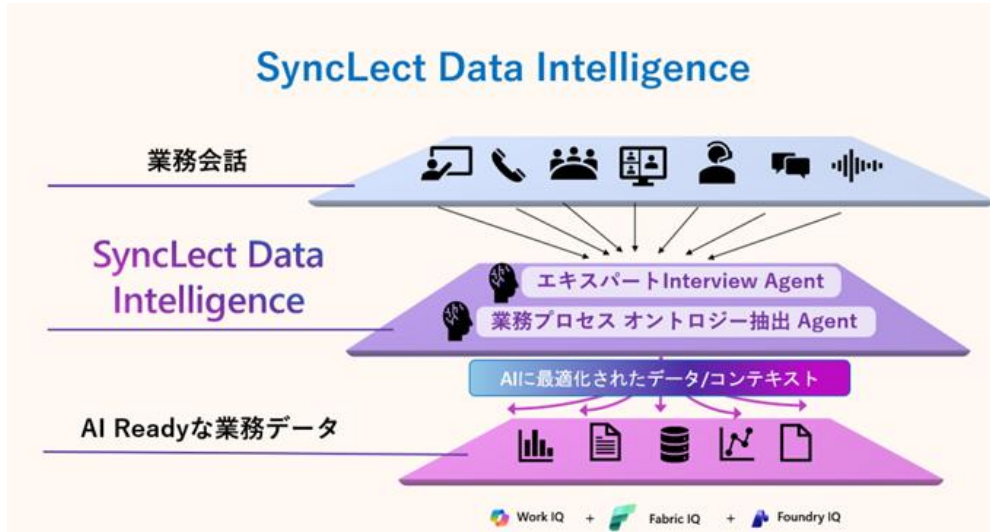 SyncLect Data Intelligence
業務会話
SyncLect Data
Intelligence
エキスパートInterview Agent
業務プロセス オントロジー抽出 Agent
AIに最適化されたデータ/コンテキスト
AI Readyな業務データ
Work IQ + Fabric IQ + Foundry IQ